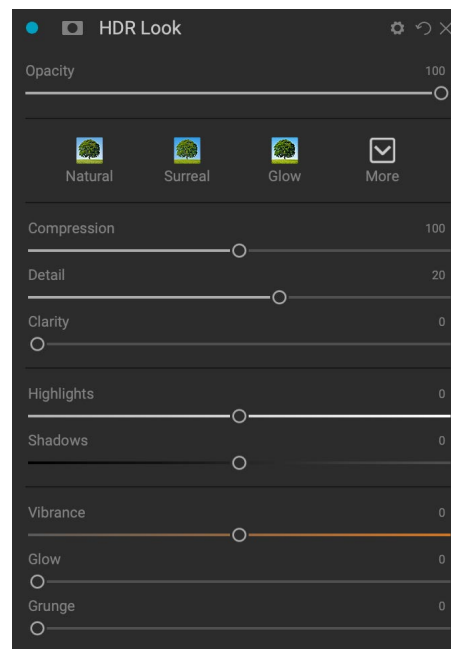 HDR Look
Opacity 100
Natural Surreal Glow More
Compression 100
Detail 20
Clarity 0
Highlights 0
Shadows 0
Vibrance 0
Glow 0
Grunge 0